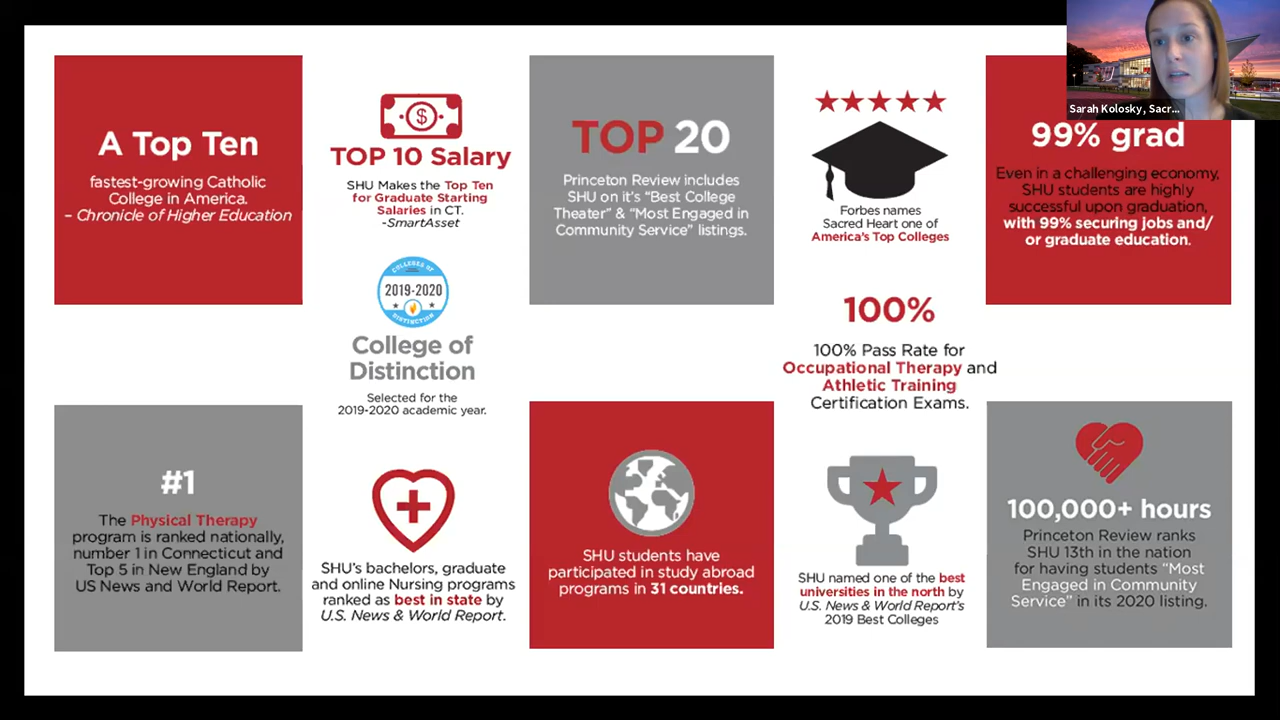 A Top Ten
fastest-growing Catholic
College in America.
– Chronicle of Higher Education
TOP 10 Salary
SHU Makes the Top Ten
for Graduate Starting
Salaries in CT.
-SmartAsset
TOP 20
Princeton Review includes
SHU on it's "Best College
Theater" & "Most Engaged in
Community Service" listings.
Forbes names
Sacred Heart one of
America's Top Colleges
Sarah Kolosky, Sacr...
99% grad
Even in a challenging economy,
SHU students are highly
successful upon graduation,
with 99% securing jobs and/
or graduate education.
COLLEGES OF
2019-2020
DISTINCTION
College of
Distinction
Selected for the
2019-2020 academic year.
100%
100% Pass Rate for
Occupational Therapy and
Athletic Training
Certification Exams.
#1
The Physical Therapy
program is ranked nationally,
number 1 in Connecticut and
Top 5 in New England by
US News and World Report.
SHU's bachelors, graduate
and online Nursing programs
ranked as best in state by
U.S. News & World Report.
SHU students have
participated in study abroad
programs in 31 countries.
SHU named one of the best
universities in the north by
U.S. News & World Report's
2019 Best Colleges
100,000+ hours
Princeton Review ranks
SHU 13th in the nation
for having students "Most
Engaged in Community
Service" in its 2020 listing.